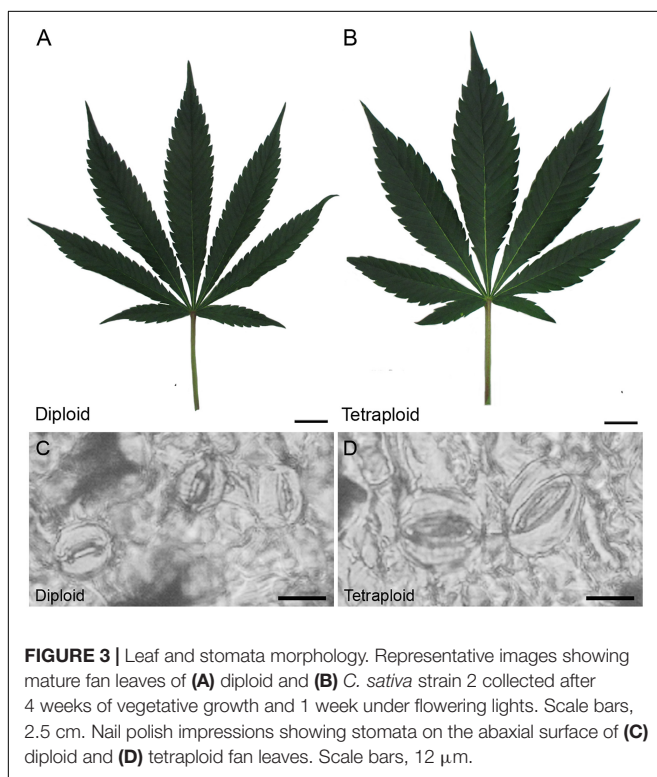 A
B
Diploid
Tetraploid
C
D
Diploid
Tetraploid
FIGURE 3 | Leaf and stomata morphology. Representative images showing
mature fan leaves of (A) diploid and (B) C. sativa strain 2 collected after
4 weeks of vegetative growth and 1 week under flowering lights. Scale bars,
2.5 cm. Nail polish impressions showing stomata on the abaxial surface of (C)
diploid and (D) tetraploid fan leaves. Scale bars, 12 μm.